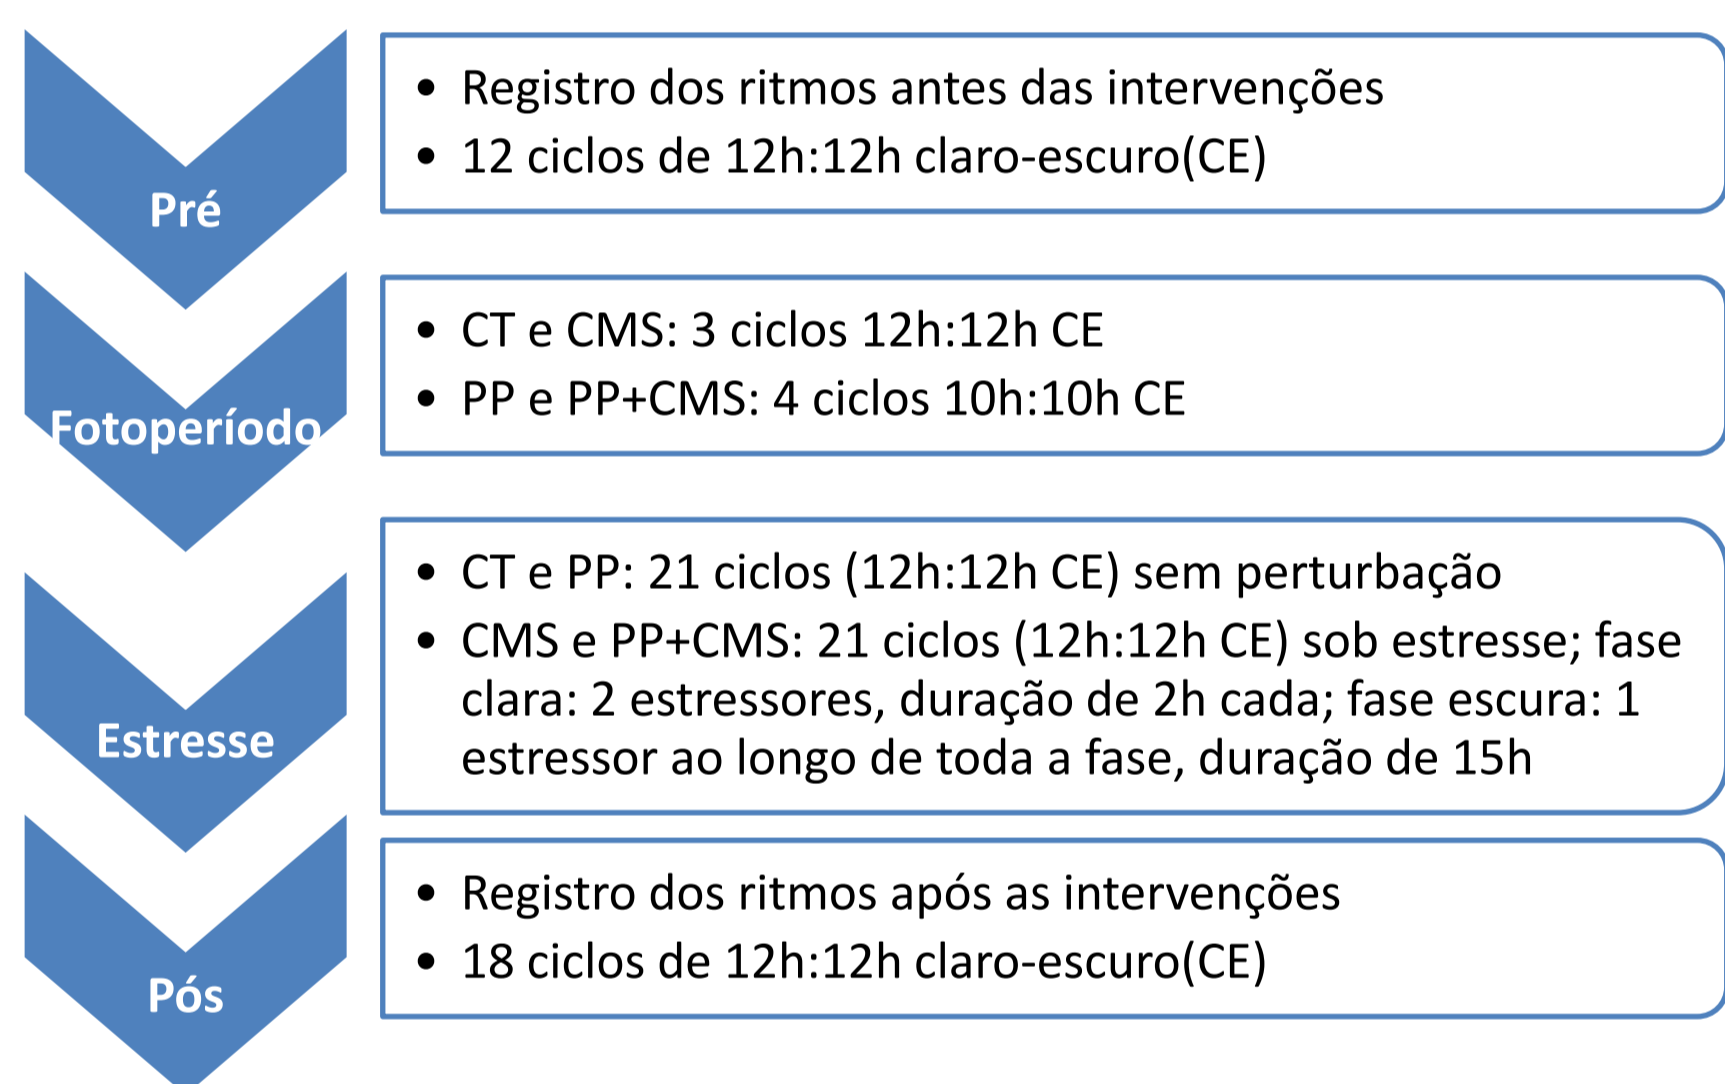 Pré
• Registro dos ritmos antes das intervenções
• 12 ciclos de 12h:12h claro-escuro(CE)
Fotoperíodo
• CT e CMS: 3 ciclos 12h:12h CE
• PP e PP+CMS: 4 ciclos 10h:10h CE
Estresse
• CT e PP: 21 ciclos (12h:12h CE) sem perturbação
• CMS e PP+CMS: 21 ciclos (12h:12h CE) sob estresse; fase
clara: 2 estressores, duração de 2h cada; fase escura: 1
estressor ao longo de toda a fase, duração de 15h
Pós
• Registro dos ritmos após as intervenções
• 18 ciclos de 12h:12h claro-escuro(CE)